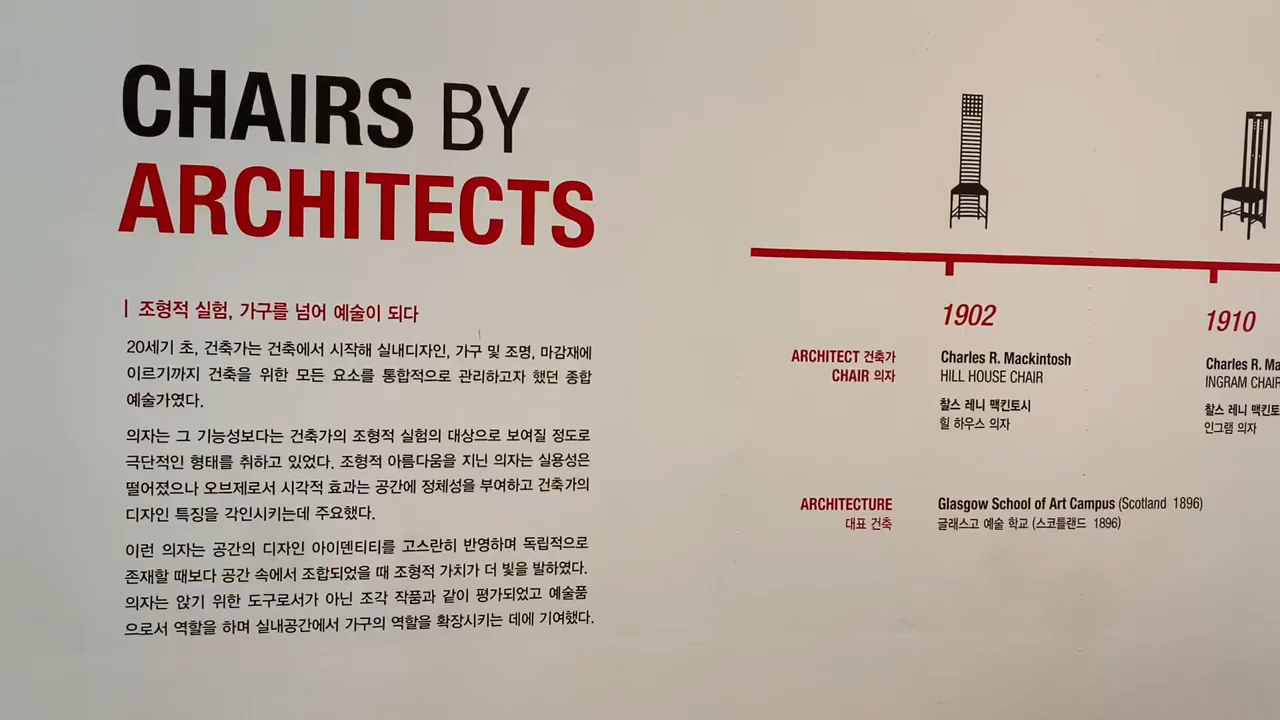 CHAIRS BY
ARCHITECTS
조형적 실험, 가구를 넘어 예술이 되다
20세기 초, 건축가는 건축에서 시작해 실내디자인, 가구 및 조명, 마감재에
이르기까지 건축을 위한 모든 요소를 통합적으로 관리하고자 했던 종합
예술가였다.
의자는 그 기능성보다는 건축가의 조형적 실험의 대상으로 보여질 정도로
극단적인 형태를 취하고 있었다. 조형적 아름다움을 지닌 의자는 실용성은
떨어졌으나 오브제로서 시각적 효과는 공간에 정체성을 부여하고 건축가의
디자인 특징을 각인시키는데 주요했다.
이런 의자는 공간의 디자인 아이덴티티를 고스란히 반영하며 독립적으로
존재할 때보다 공간 속에서 조합되었을 때 조형적 가치가 더 빛을 발하였다.
의자는 앉기 위한 도구로서가 아닌 조각 작품과 같이 평가되었고 예술품
으로서 역할을 하며 실내공간에서 가구의 역할을 확장시키는 데에 기여했다.
1902
1910
ARCHITECT 건축가
CHAIR 의자
Charles R. Mackintosh
HILL HOUSE CHAIR
찰스 레니 맥킨토시
힐 하우스 의자
Charles R. Ma
INGRAM CHAIR
찰스 레니 맥킨토
인그램 의자
ARCHITECTURE
대표 건축
Glasgow School of Art Campus (Scotland 1896)
글래스고 예술 학교 (스코틀랜드 1896)